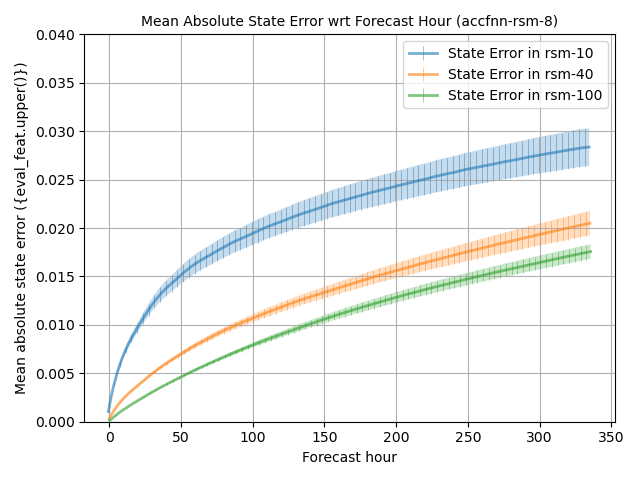 Mean Absolute State Error wrt Forecast Hour (accfnn-rsm-8)
Mean absolute state error ({eval_feat.upper()})
0.040
0.035
0.030
0.025
0.020
0.015
0.010
0.005
0.000
State Error in rsm-10
State Error in rsm-40
State Error in rsm-100
0 50 100 150 200 250 300 350
Forecast hour